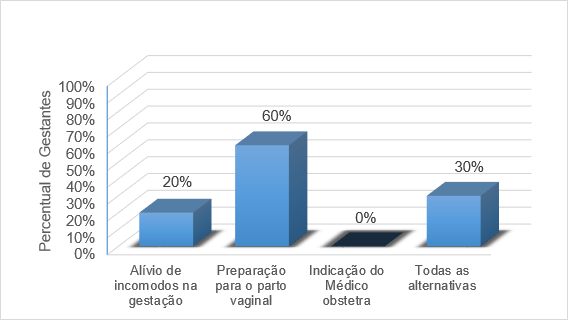 Percentual de Gestantes
100%
90%
80%
70%
60%
50%
40%
30%
20%
10%
0%
20%
60%
0%
30%
Alívio de
incomodos na
gestação
Preparação
para o parto
vaginal
Indicação do
Médico
obstetra
Todas as
alternativas